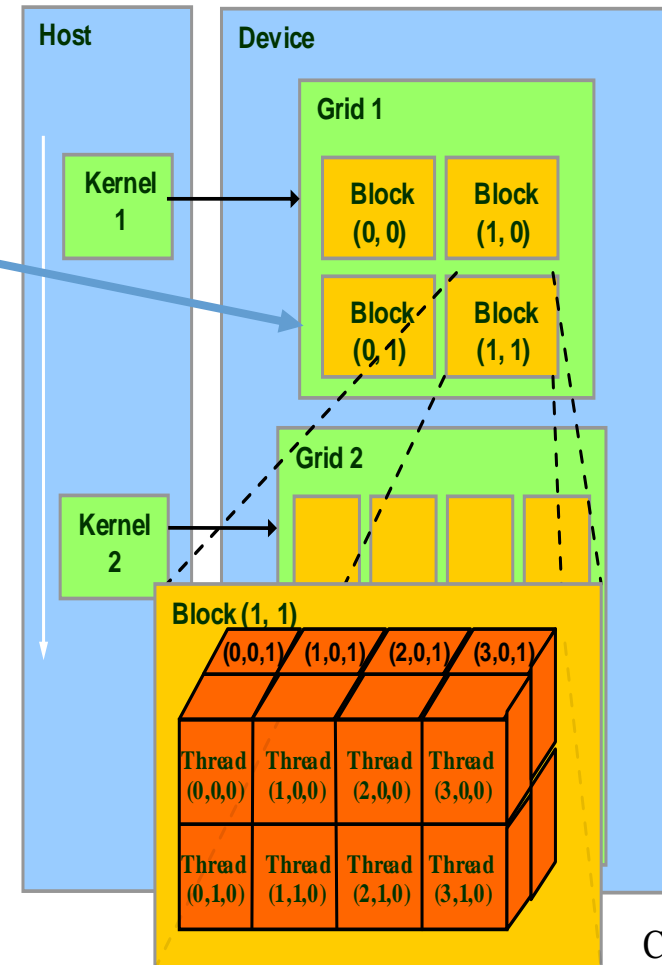 Host
Device
Grid 1
Kernel
1
Block
(0, 0)
Block
(1, 0)
Block
(0, 1)
Block
(1, 1)
Grid 2
Kernel
2
Block (1, 1)
(0,0,1) (1,0,1) (2,0,1) (3,0,1)
Thread
(0,0,0)
Thread
(1,0,0)
Thread
(2,0,0)
Thread
(3,0,0)
Thread
(0,1,0)
Thread
(1,1,0)
Thread
(2,1,0)
Thread
(3,1,0)